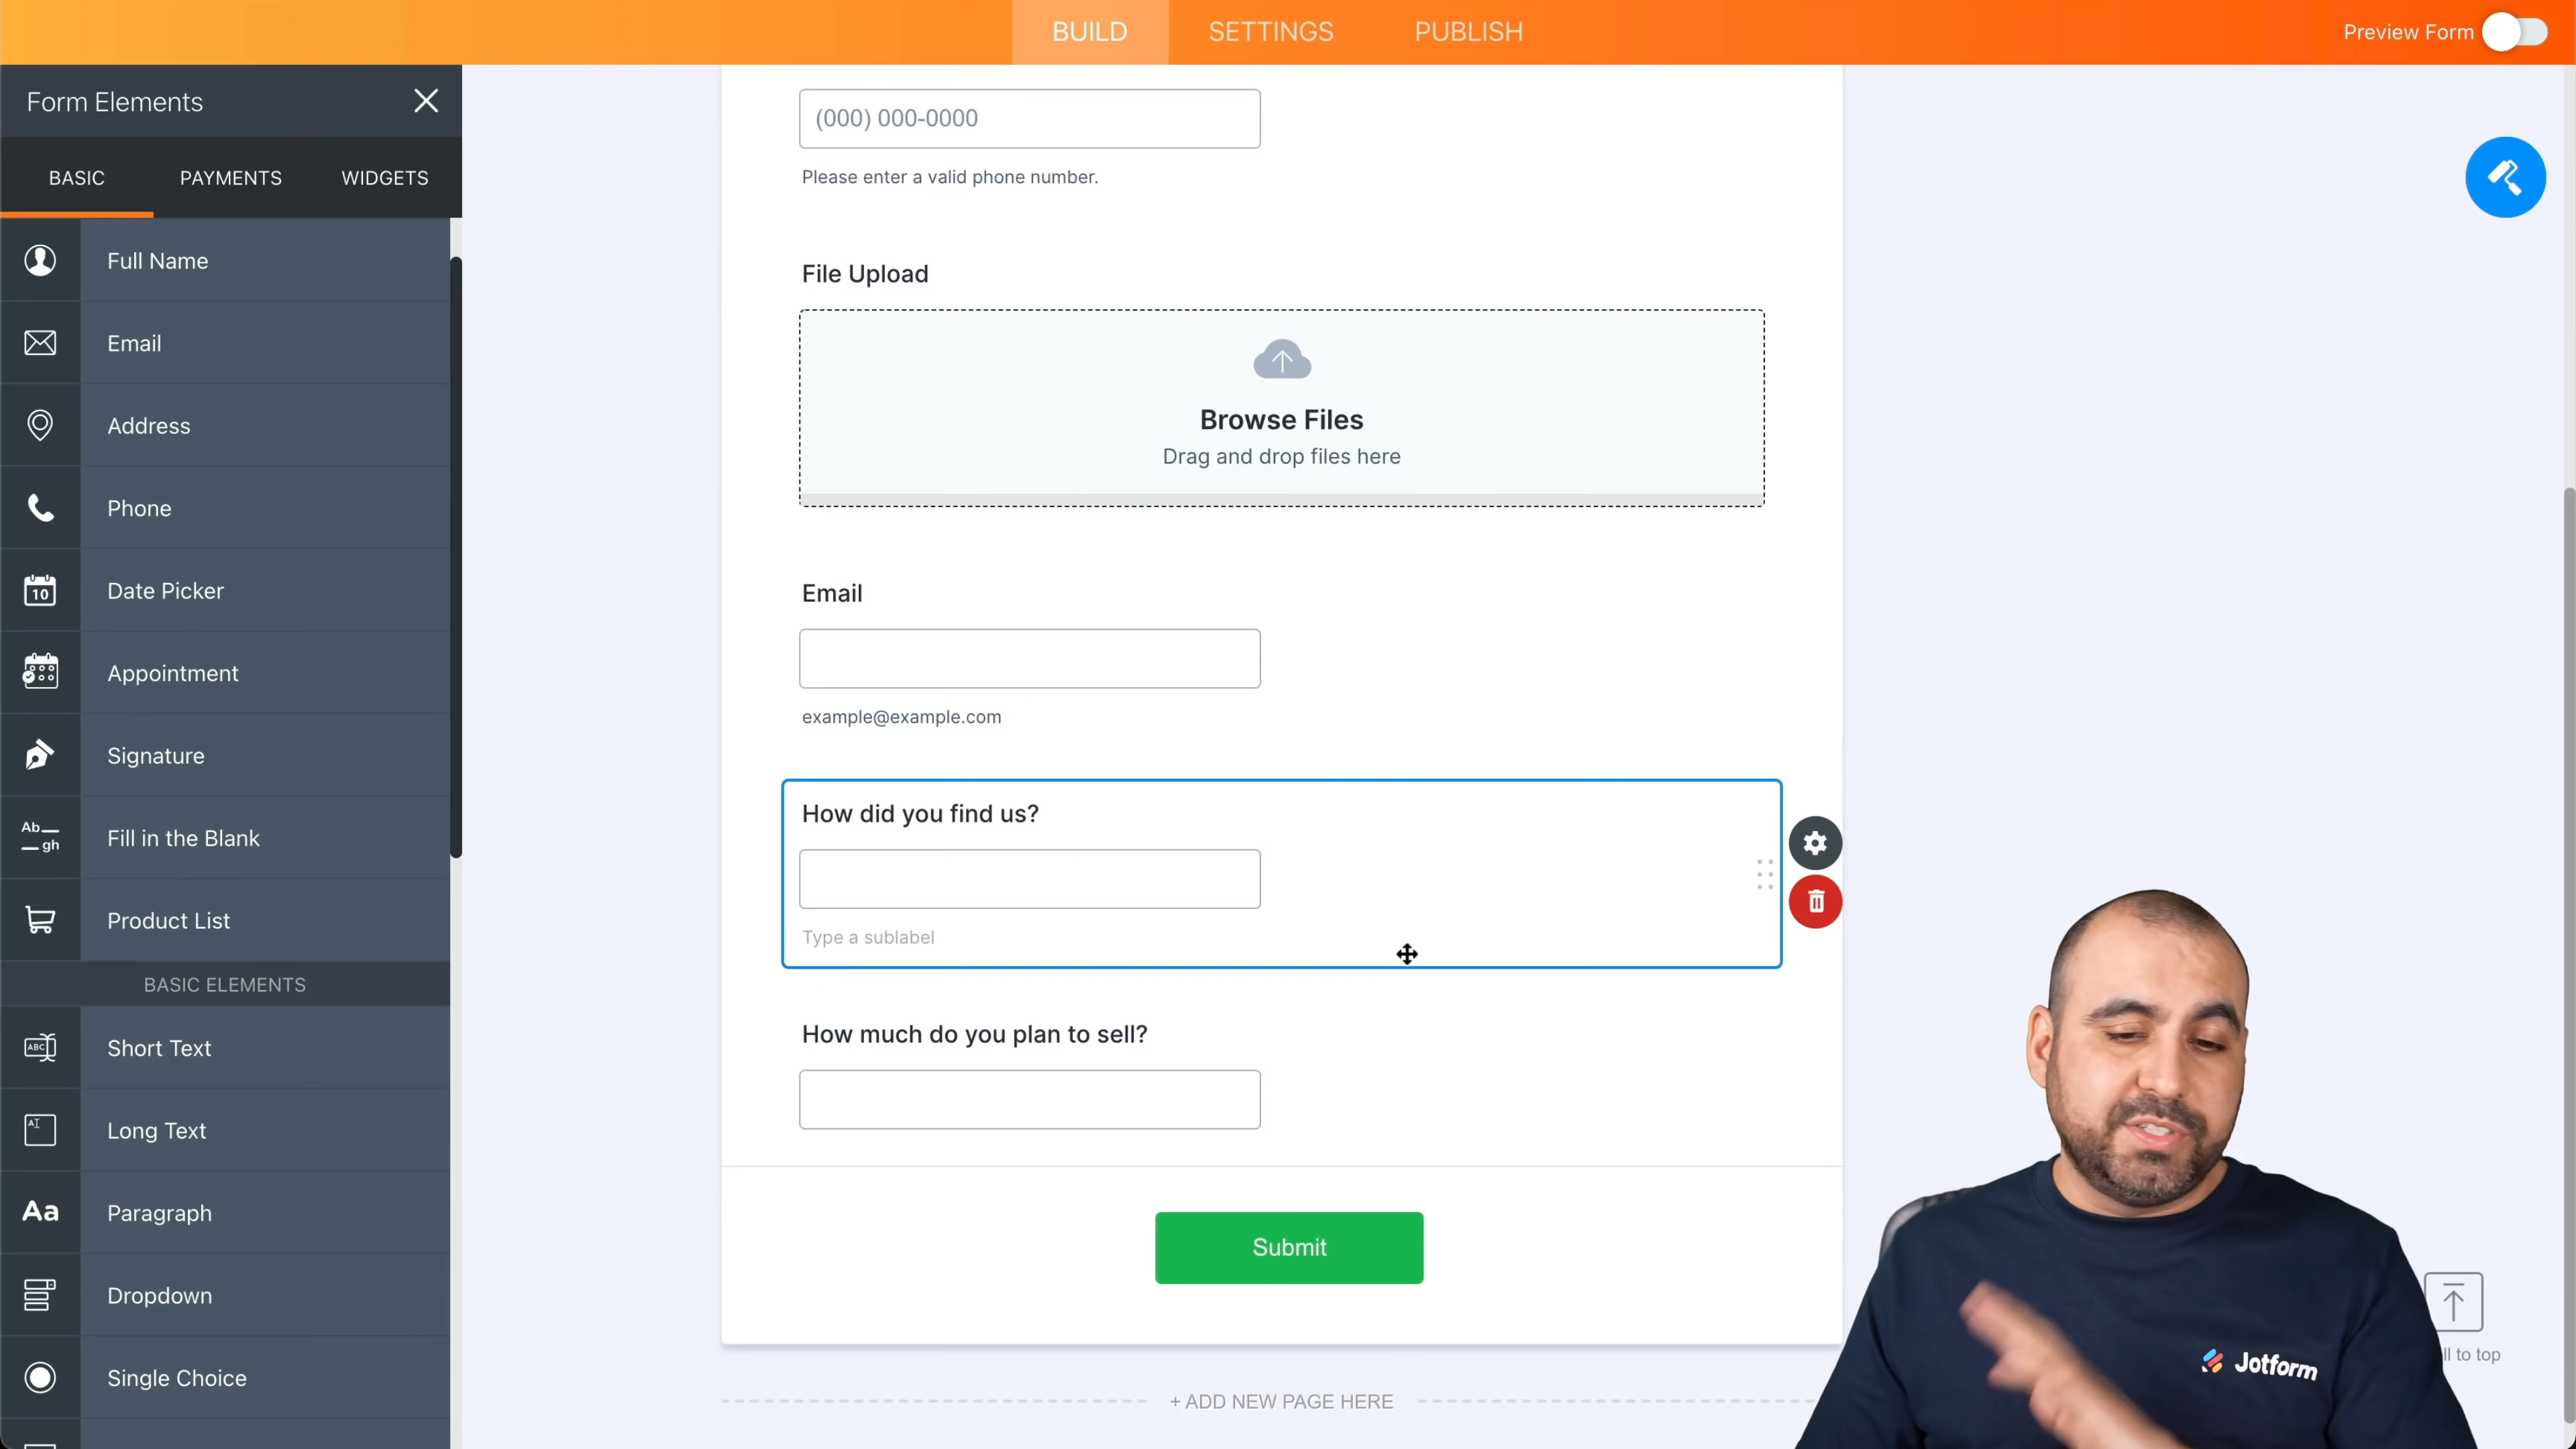 BUILD
SETTINGS
PUBLISH
Preview Form
Form Elements
BASIC
PAYMENTS
WIDGETS
Full Name
Email
Address
Phone
10
Date Picker
Appointment
Signature
Ab
gh
Fill in the Blank
Product List
BASIC ELEMENTS
ABC
Short Text
AI
Long Text
Aa
Paragraph
Dropdown
Single Choice
(000) 000-0000
Please enter a valid phone number.
File Upload
Browse Files
Drag and drop files here
Email
example@example.com
How did you find us?
Type a sublabel
How much do you plan to sell?
Submit
+ ADD NEW PAGE HERE
Jotform
to top